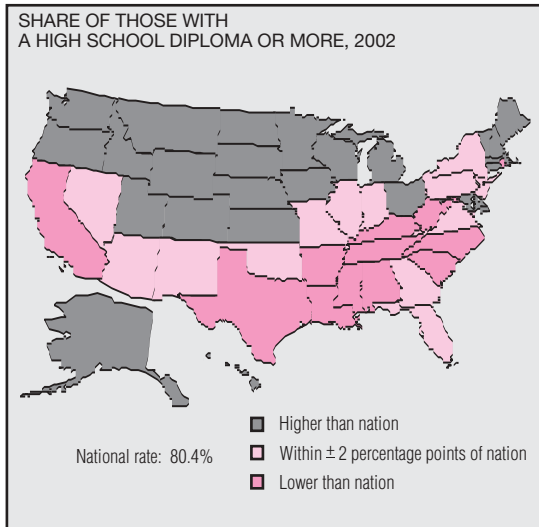 SHARE OF THOSE WITH
A HIGH SCHOOL DIPLOMA OR MORE, 2002
Higher than nation
National rate: 80.4%
Within ± 2 percentage points of nation
Lower than nation